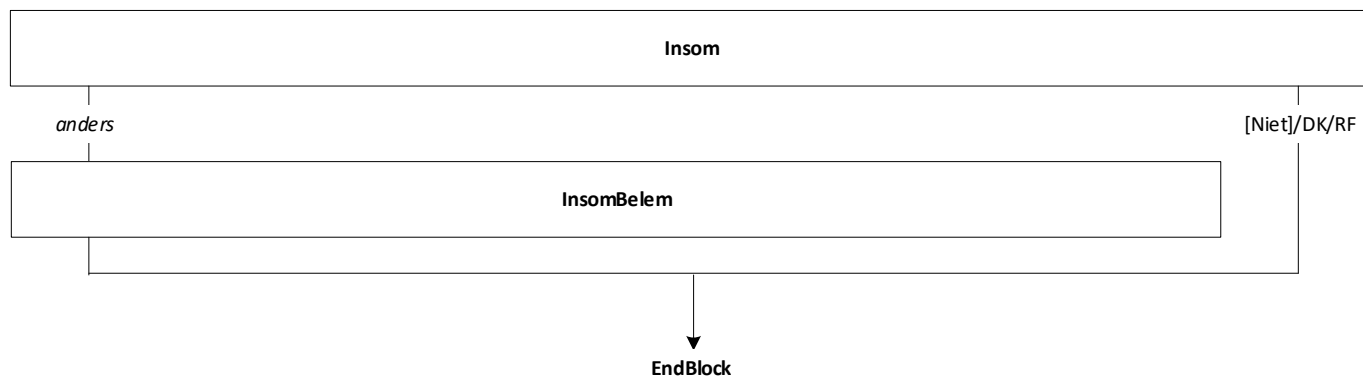 Insom
anders
[Niet]/DK/RF
InsomBelem
EndBlock